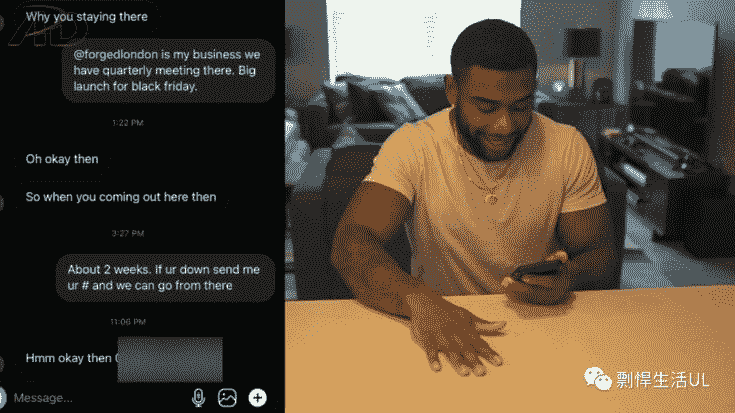 Why you staying there
@forgedlondon is my business we
have quarterly meeting there. Big
launch for black friday.
1:22 PM
Oh okay then
So when you coming out here then
3:27 PM
About 2 weeks. If ur down send me
ur # and we can go from there
11:06 PM
Hmm okay then
Message...
剽悍生活UL